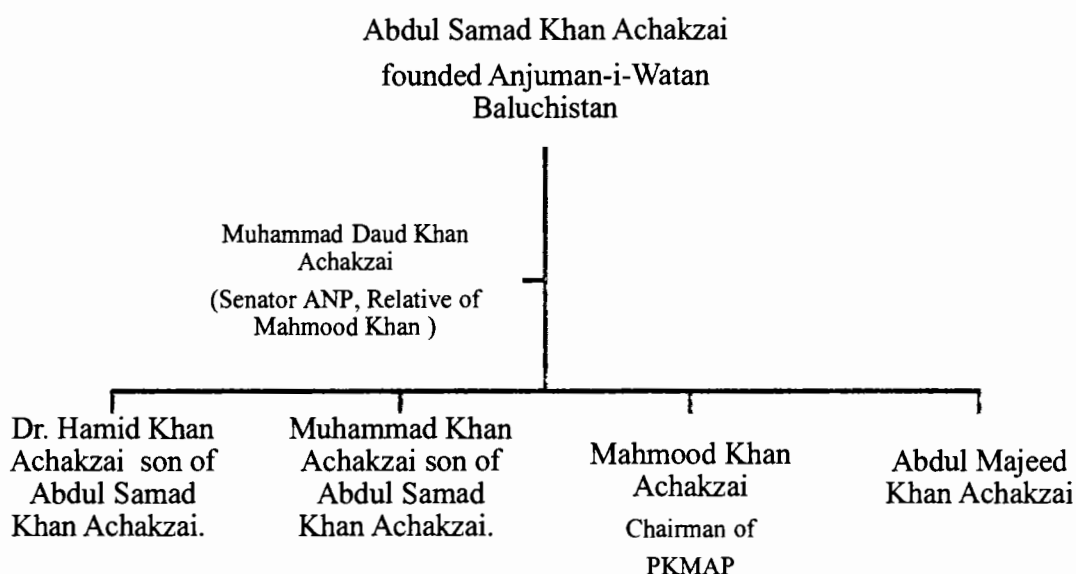 Abdul Samad Khan Achakzai
founded Anjuman-i-Watan
Baluchistan
Muhammad Daud Khan
Achakzai
(Senator ANP, Relative of
Mahmood Khan )
Dr. Hamid Khan
Achakzai son of
Abdul Samad
Khan Achakzai.
Muhammad Khan
Achakzai son of
Abdul Samad
Khan Achakzai.
Mahmood Khan
Achakzai
Chairman of
PKMAP
Abdul Majeed
Khan Achakzai